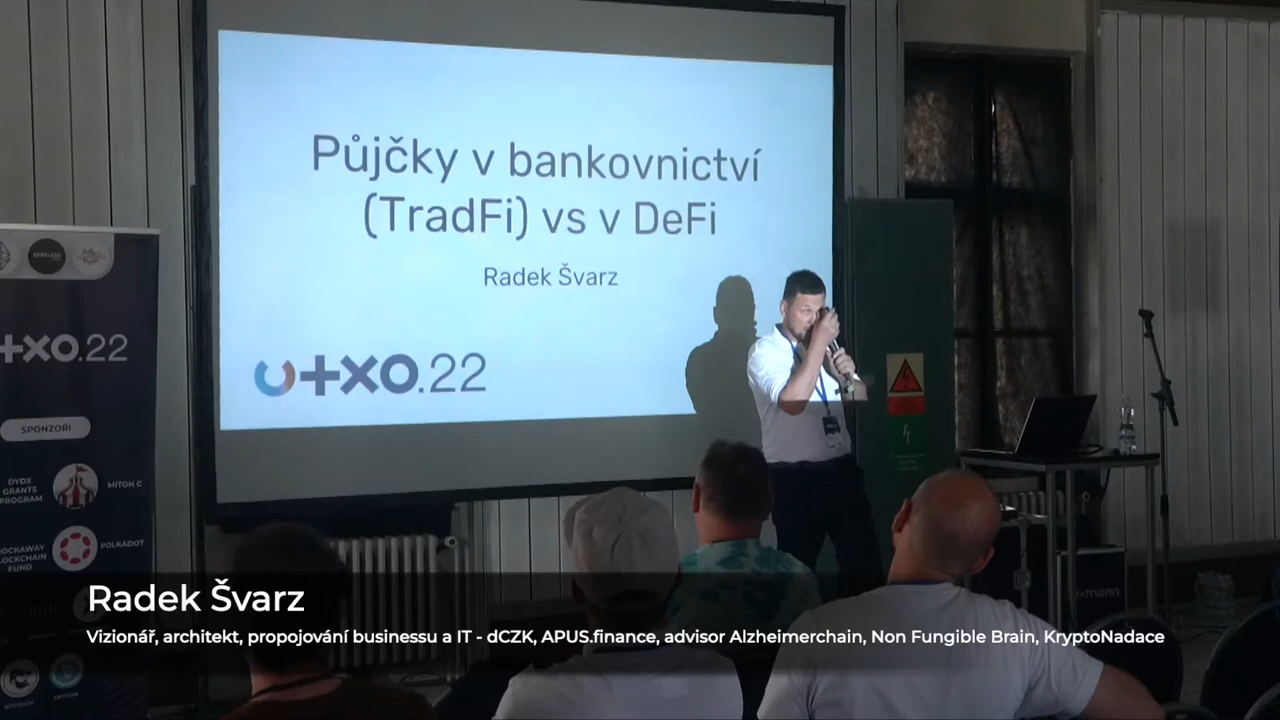 Půjčky v bankovnictví
(TradFi) vs v DeFi
Radek Švarz
U+XO.22
+XO.22
SPONZOŘI
DYDX
GRANTS
PROGRAM
MITON C
ROCKAWAY
BLOCKCHAIN
FUND
POLKADOT
Radek Švarz
Vizionář, architekt, propojování businessu a IT - dCZK, APUS.finance, advisor Alzheimerchain, Non Fungible Brain, KryptoNadace